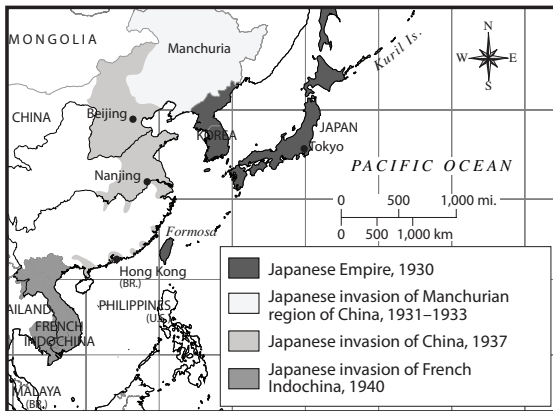 MONGOLIA
Manchuria
Kuril Is.
N
W E
S
Beijing
CHINA
KOREA
JAPAN
Tokyo
Nanjing
PACIFIC OCEAN
0 500 1,000 mi.
0 500 1,000 km
Formosa
Hong Kong
(BR.)
PHILIPPINES
(U.S.)
AILAND
FRENCH
INDOCHINA
MALAYA
(BR.)
Japanese Empire, 1930
Japanese invasion of Manchurian
region of China, 1931–1933
Japanese invasion of China, 1937
Japanese invasion of French
Indochina, 1940